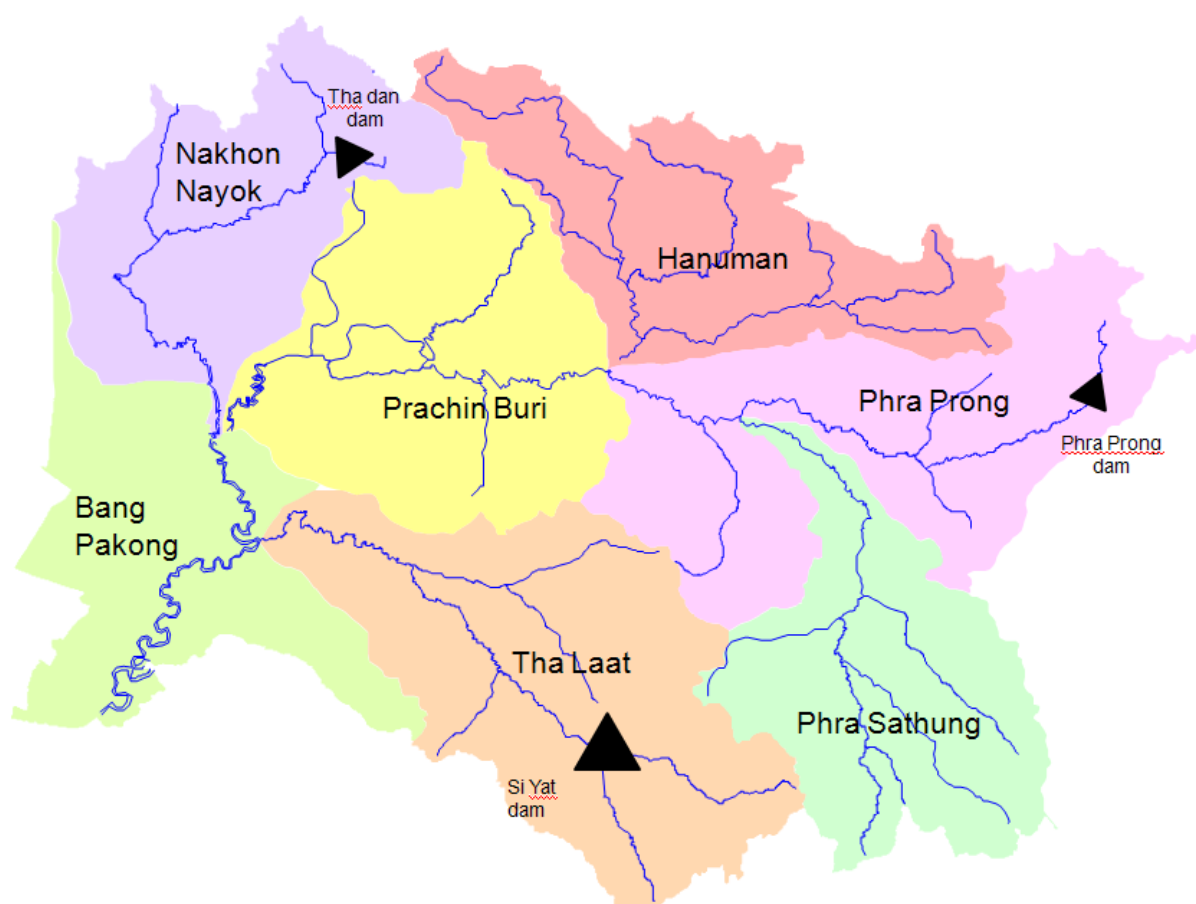 Tha dan
dam
Nakhon
Nayok
Hanuman
Prachin Buri
Phra Prong
Phra Prong
dam
Bang
Pakong
Tha Laat
Phra Sathung
Si Yat
dam